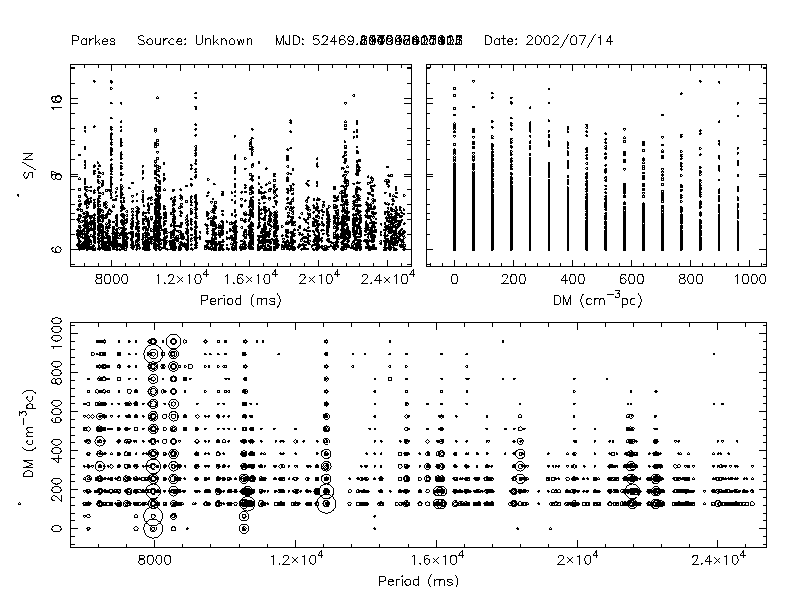 Parkes Source: Unknown MJD: 52469. Date: 2002/07/14
S/N
16
8
6
8000 1.2×10⁴ 1.6×10⁴ 2×10⁴ 2.4×10⁴
Period (ms)
0 200 400 600 800 1000
DM (cm⁻³pc)
DM (cm⁻³pc)
0 200 400 600 800 1000
8000 1.2×10⁴ 1.6×10⁴ 2×10⁴ 2.4×10⁴
Period (ms)